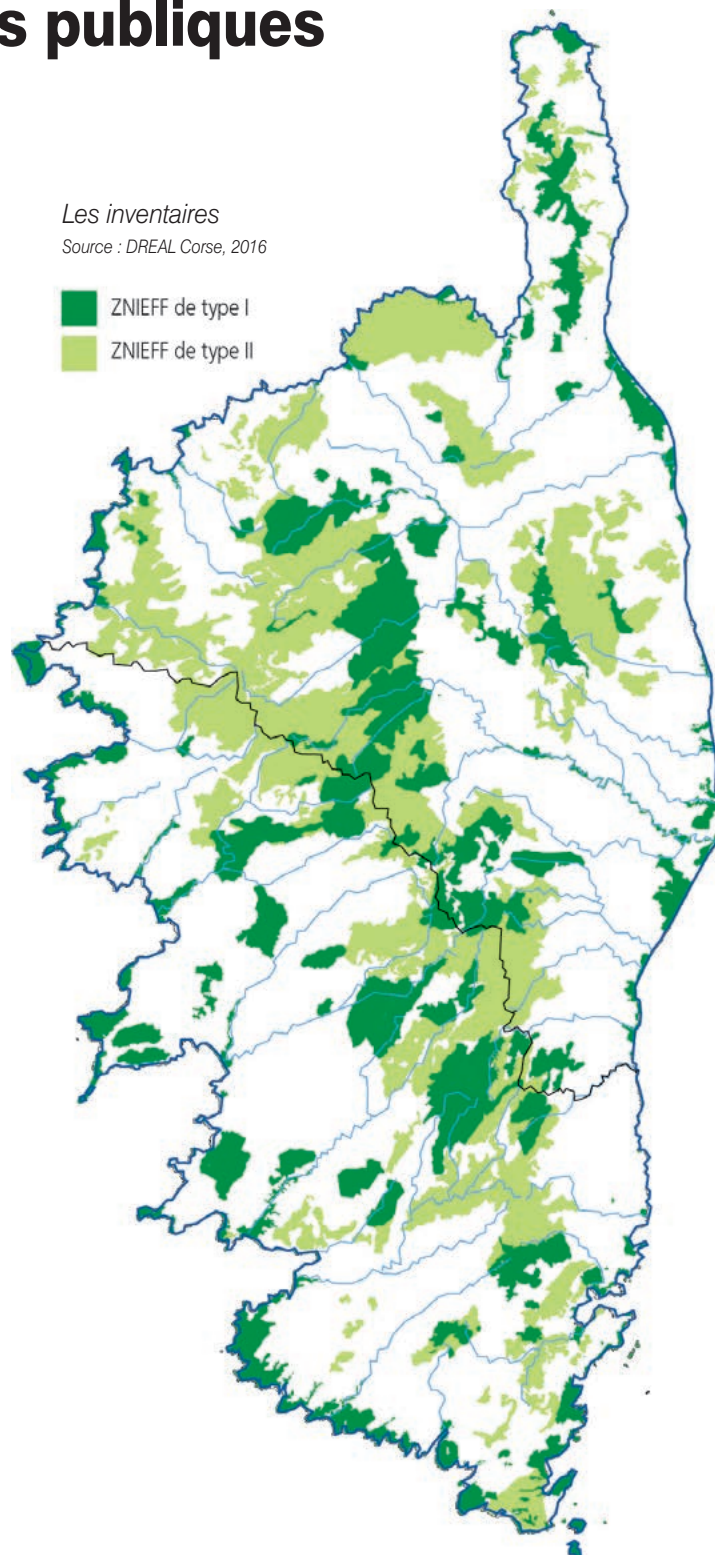 s publiques
Les inventaires
Source : DREAL Corse, 2016
ZNIEFF de type I
ZNIEFF de type II